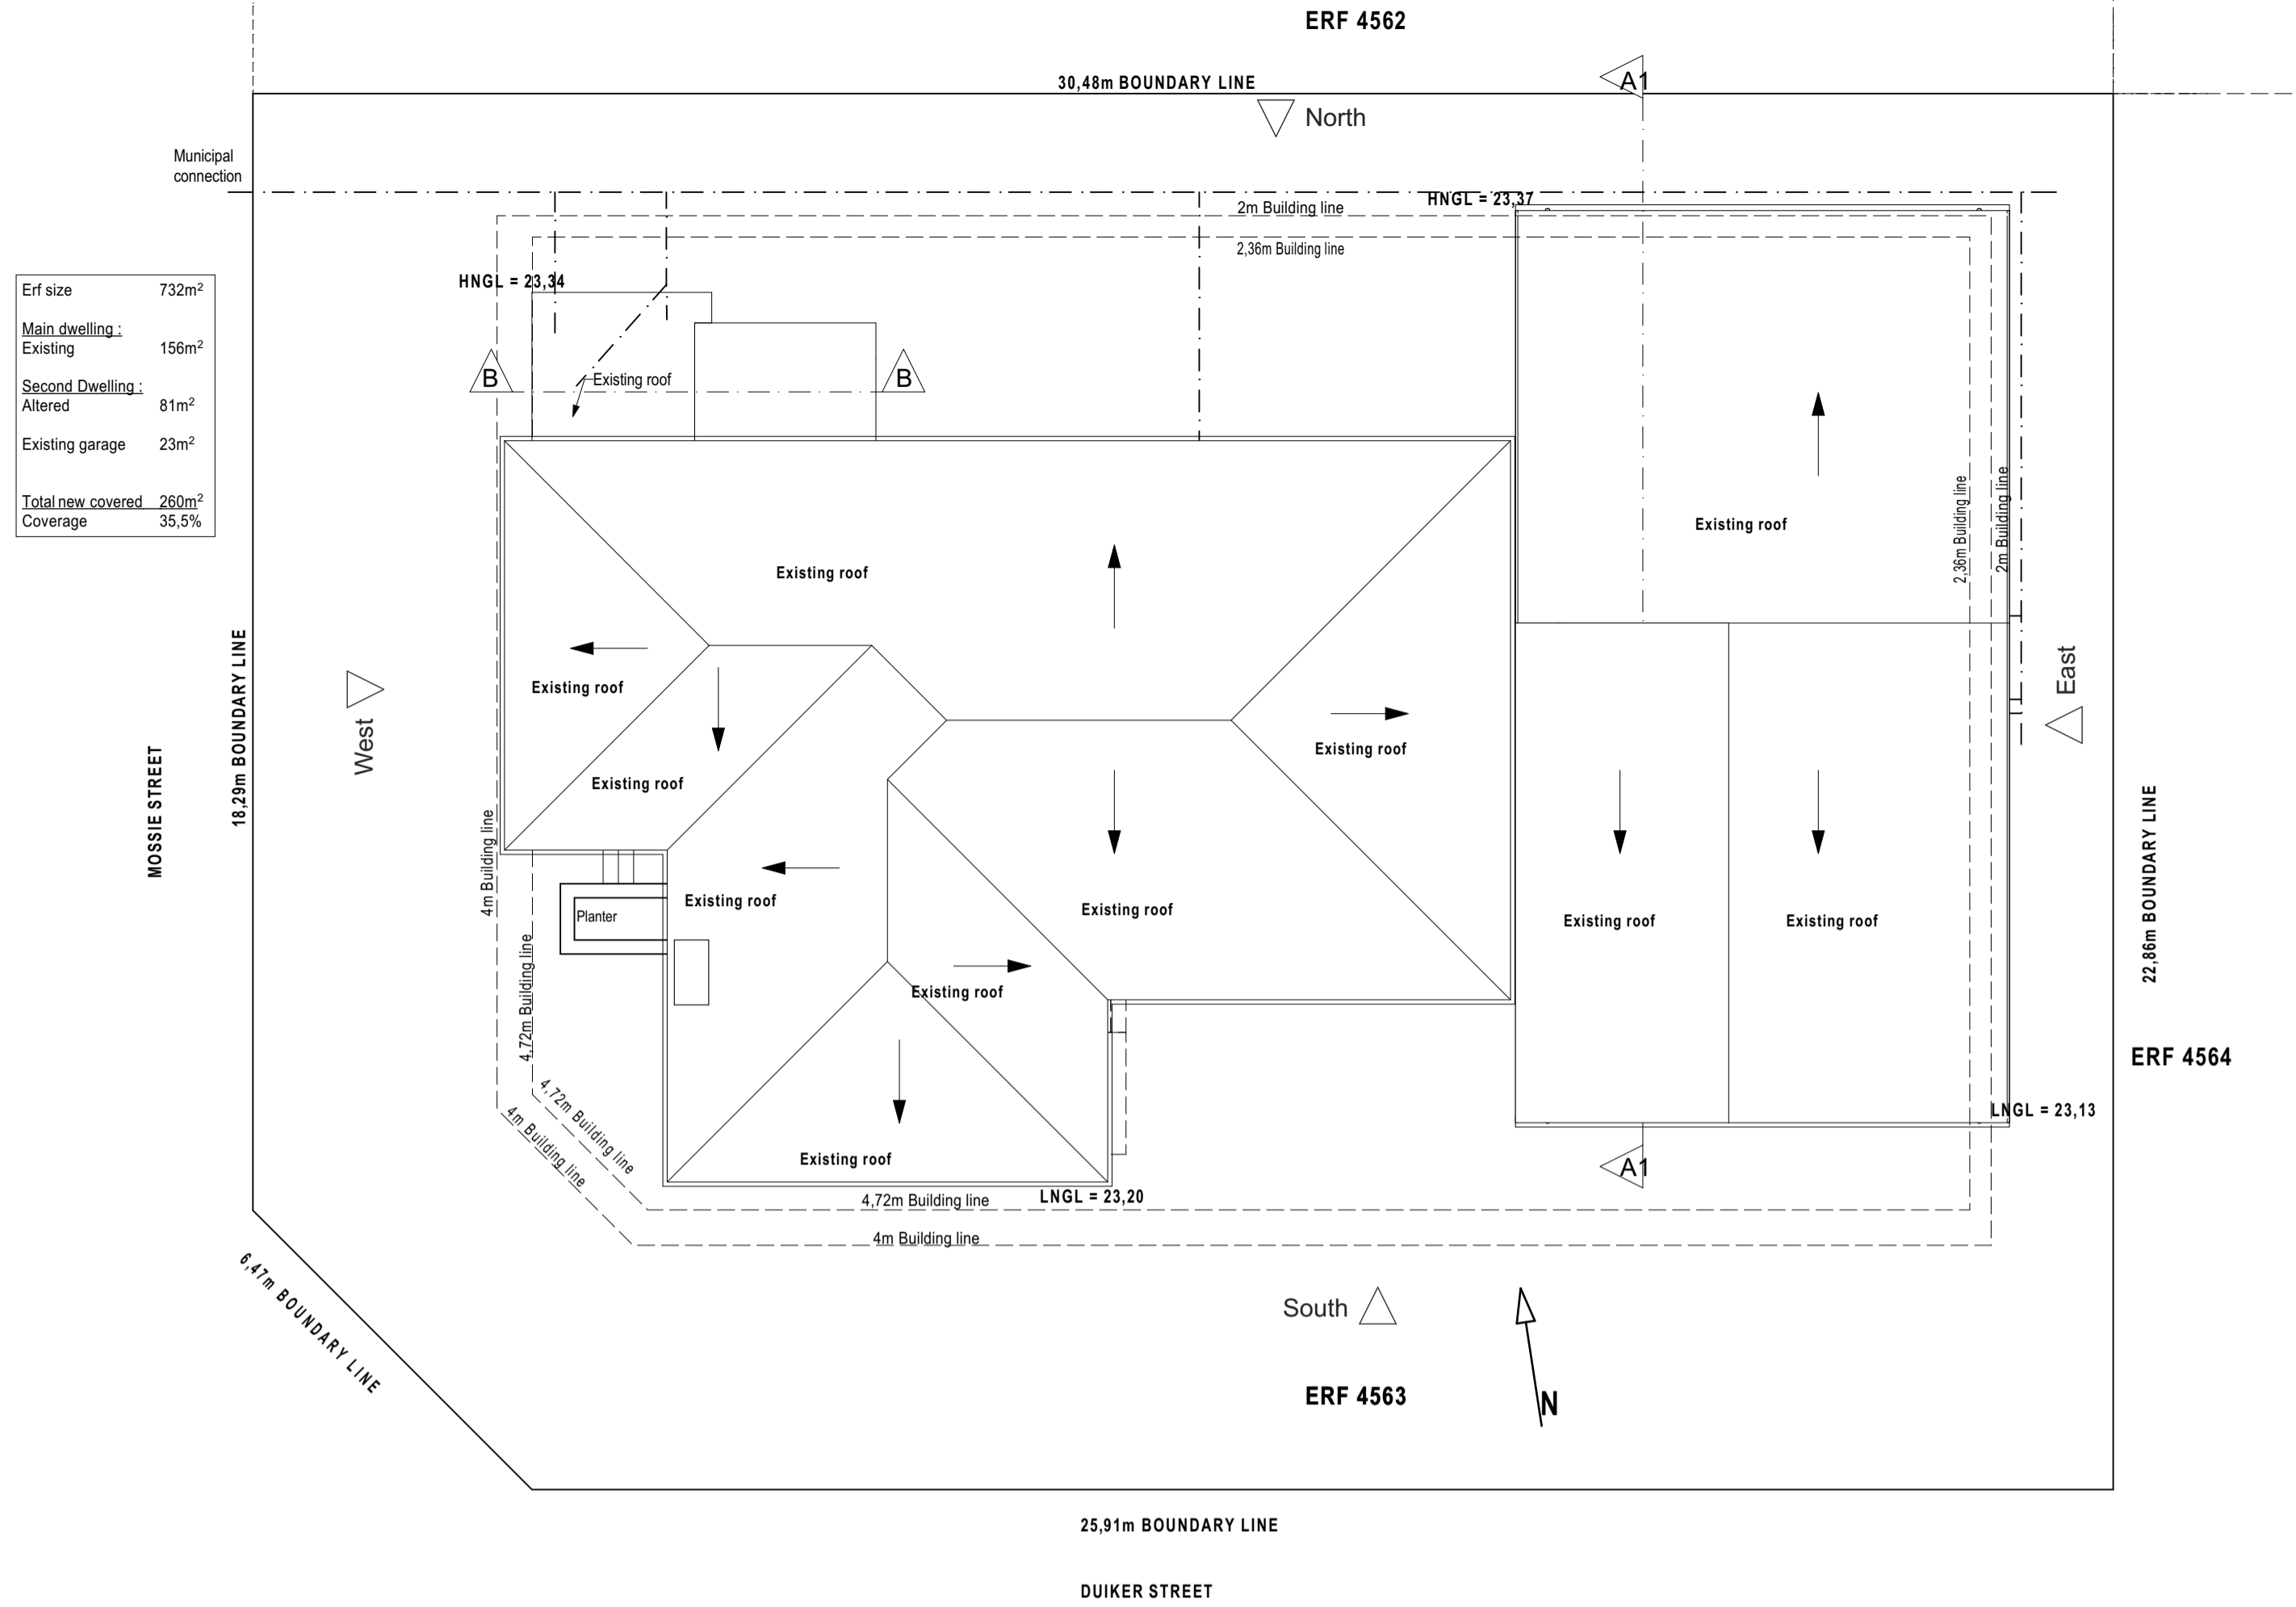 ERF 4562
30,48m BOUNDARY LINE
A1
North
Municipal
connection
HNGL = 23,37
2m Building line
2,36m Building line
HNGL = 23,34
Erf size 732m²
Main dwelling :
Existing 156m²
Second Dwelling :
Altered 81m²
Existing garage 23m²
Total new covered 260m²
Coverage 35,5%
B
B
Existing roof
Existing roof
Existing roof
2,36m Building line
2m Building line
Existing roof
Existing roof
Existing roof
West
East
MOSSIE STREET
18,29m BOUNDARY LINE
4m Building line
4,72m Building line
Planter
Existing roof
Existing roof
Existing roof
Existing roof
Existing roof
Existing roof
22,86m BOUNDARY LINE
ERF 4564
4,72m Building line
4m Building line
LNGL = 23,13
Existing roof
A1
4,72m Building line
LNGL = 23,20
4m Building line
6,47m BOUNDARY LINE
South
N
ERF 4563
25,91m BOUNDARY LINE
DUIKER STREET